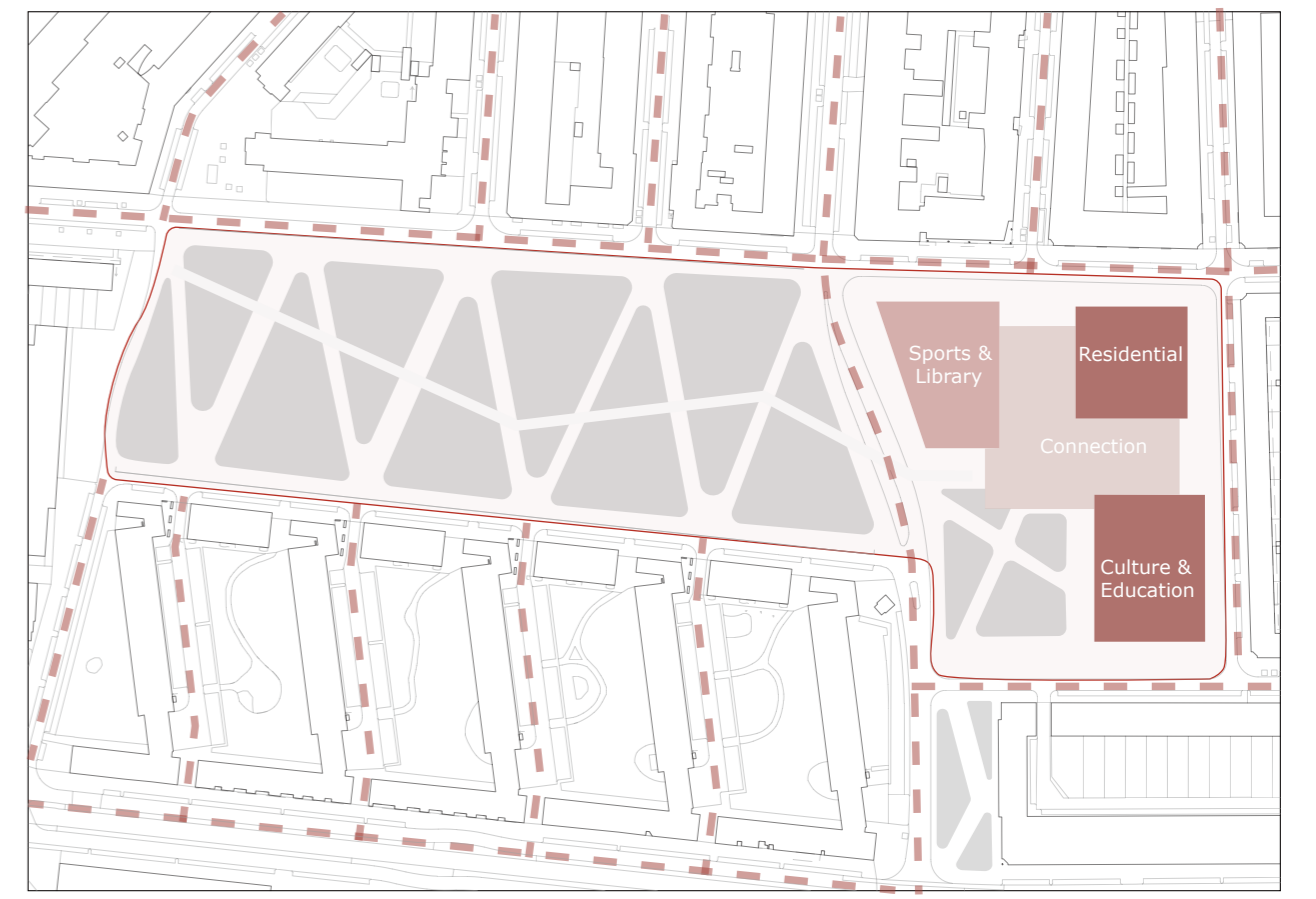 Sports &
Library
Residential
Connection
Culture &
Education